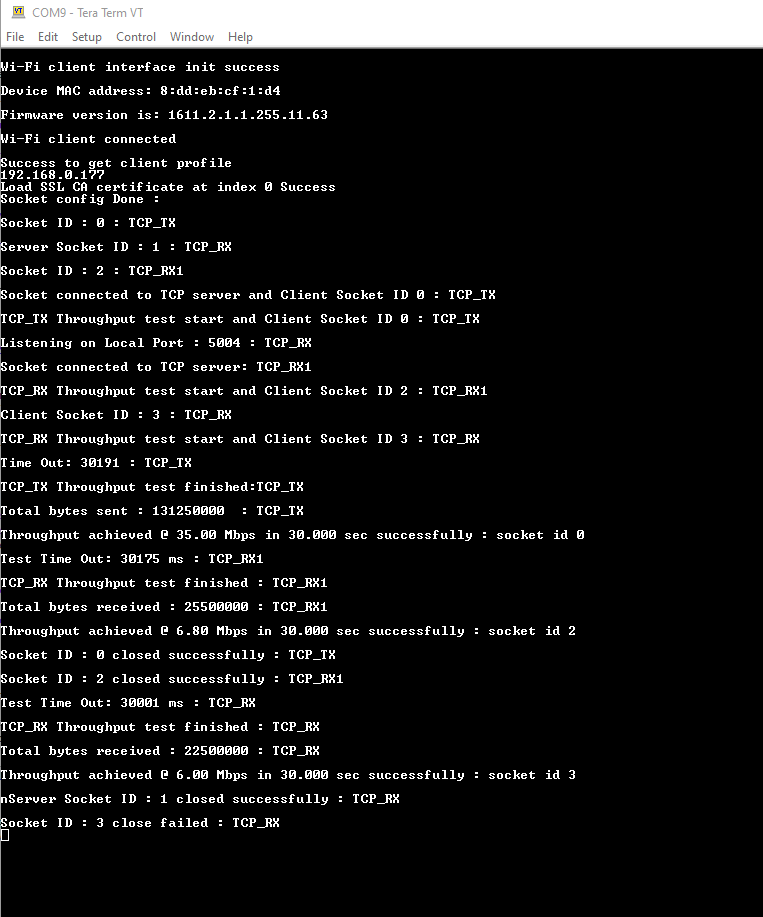 VT COM9 - Tera Term VT
File Edit Setup Control Window Help
Wi-Fi client interface init success
Device MAC address: 8:dd:eb:cf:1:d4
Firmware version is: 1611.2.1.1.255.11.63
Wi-Fi client connected
Success to get client profile
192.168.0.177
Load SSL CA certificate at index 0 Success
Socket config Done :
Socket ID : 0 : TCP_TX
Server Socket ID : 1 : TCP_RX
Socket ID : 2 : TCP_RX1
Socket connected to TCP server and Client Socket ID 0 : TCP_TX
TCP_TX Throughput test start and Client Socket ID 0 : TCP_TX
Listening on Local Port : 5004 : TCP_RX
Socket connected to TCP server: TCP_RX1
TCP_RX Throughput test start and Client Socket ID 2 : TCP_RX1
Client Socket ID : 3 : TCP_RX
TCP_RX Throughput test start and Client Socket ID 3 : TCP_RX
Time Out: 30191 : TCP_TX
TCP_TX Throughput test finished:TCP_TX
Total bytes sent : 131250000  : TCP_TX
Throughput achieved @ 35.00 Mbps in 30.000 sec successfully : socket id 0
Test Time Out: 30175 ms : TCP_RX1
TCP_RX Throughput test finished : TCP_RX1
Total bytes received : 25500000 : TCP_RX1
Throughput achieved @ 6.80 Mbps in 30.000 sec successfully : socket id 2
Socket ID : 0 closed successfully : TCP_TX
Socket ID : 2 closed successfully : TCP_RX1
Test Time Out: 30001 ms : TCP_RX
TCP_RX Throughput test finished : TCP_RX
Total bytes received : 22500000 : TCP_RX
Throughput achieved @ 6.00 Mbps in 30.000 sec successfully : socket id 3
nServer Socket ID : 1 closed successfully : TCP_RX
Socket ID : 3 close failed : TCP_RX